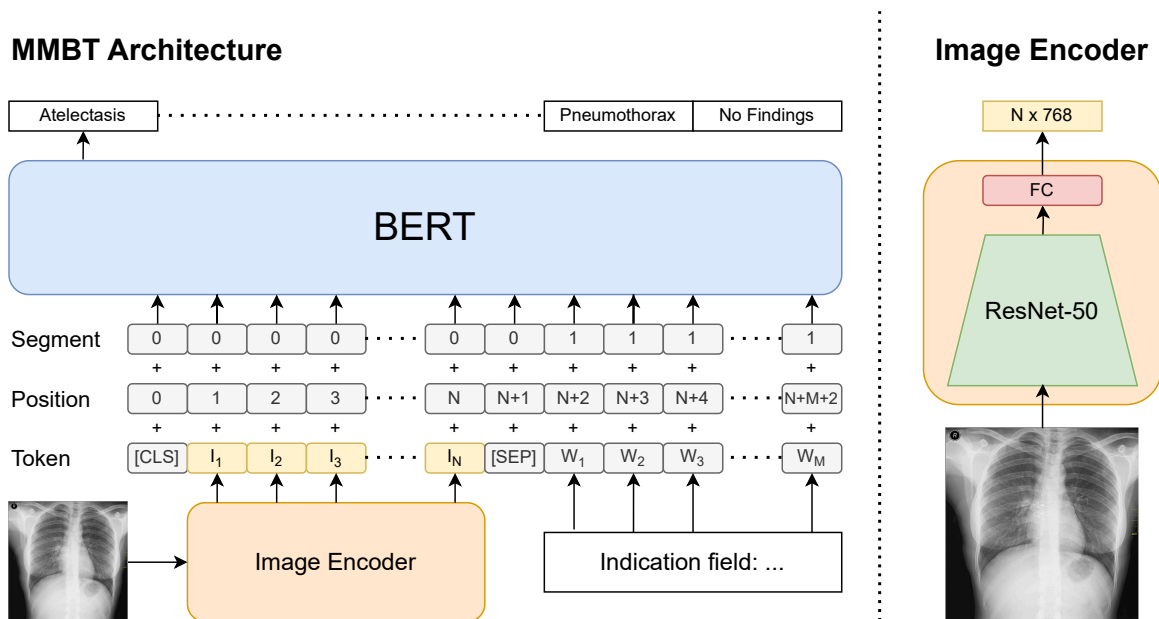 MMBT Architecture
Atelectasis Pneumothorax No Findings
BERT
Segment 0 0 0 0 0 0 1 1 1 1
+ + + + + + + + + +
Position 0 1 2 3 N N+1 N+2 N+3 N+4 N+M+2
+ + + + + + + + + +
Token [CLS] I1 I2 I3 IN [SEP] W1 W2 W3 WM
Image Encoder
Indication field: ...
Image Encoder
N x 768
FC
ResNet-50